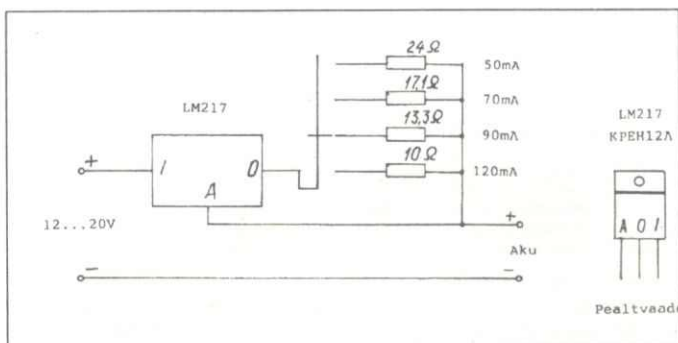 24Ω
50mA
17,1Ω
70mA
LM217
13,3Ω
90mA
10Ω
120mA
+
I
O
A
12...20V
+
Aku
−
−
LM217
КРЕН12А
A O I
Pealtvaade